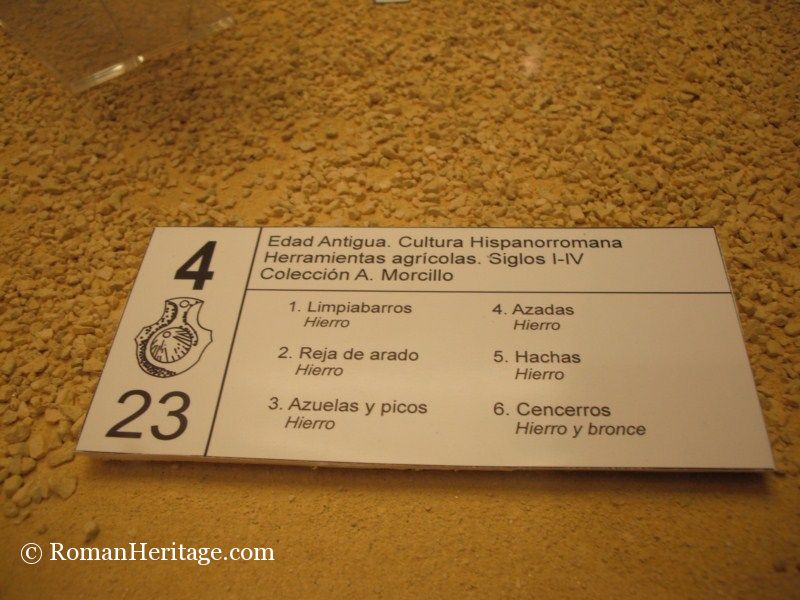 4
23
Edad Antigua. Cultura Hispanorromana
Herramientas agrícolas. Siglos I-IV
Colección A. Morcillo
1. Limpiabarros
Hierro
2. Reja de arado
Hierro
3. Azuelas y picos
Hierro
4. Azadas
Hierro
5. Hachas
Hierro
6. Cencerros
Hierro y bronce
© RomanHeritage.com